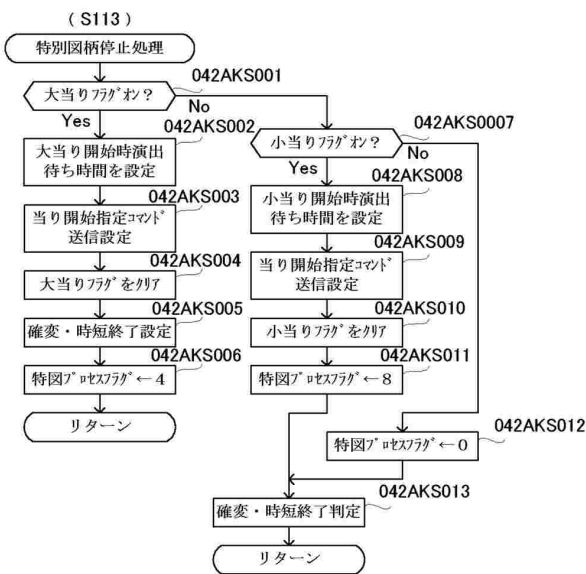 (S113)
特別図柄停止処理
042AKS001
大当りﾌﾗｸﾞオン？
No
Yes
042AKS002
大当り開始時演出
待ち時間を設定
042AKS003
当り開始指定ｺﾏﾝﾄﾞ
送信設定
042AKS004
大当りﾌﾗｸﾞをｸﾘｱ
042AKS005
確変・時短終了設定
042AKS006
特図ﾌﾟﾛｾｽﾌﾗｸﾞ←4
リターン
042AKS0007
小当りﾌﾗｸﾞオン？
No
Yes
042AKS008
小当り開始時演出
待ち時間を設定
042AKS009
当り開始指定ｺﾏﾝﾄﾞ
送信設定
042AKS010
小当りﾌﾗｸﾞをｸﾘｱ
042AKS011
特図ﾌﾟﾛｾｽﾌﾗｸﾞ←8
042AKS012
特図ﾌﾟﾛｾｽﾌﾗｸﾞ←0
042AKS013
確変・時短終了判定
リターン